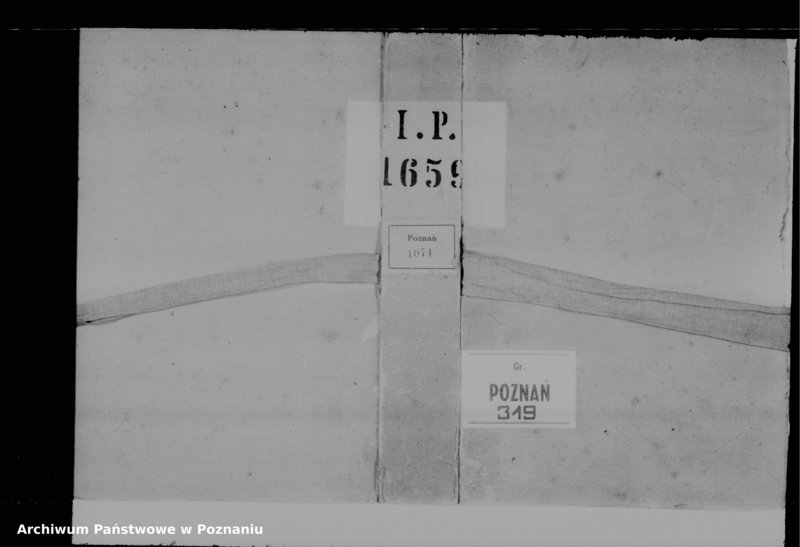 I.P.
1659
Poznań
1071
Gr.
POZNAŃ
319
Archiwum Państwowe w Poznaniu